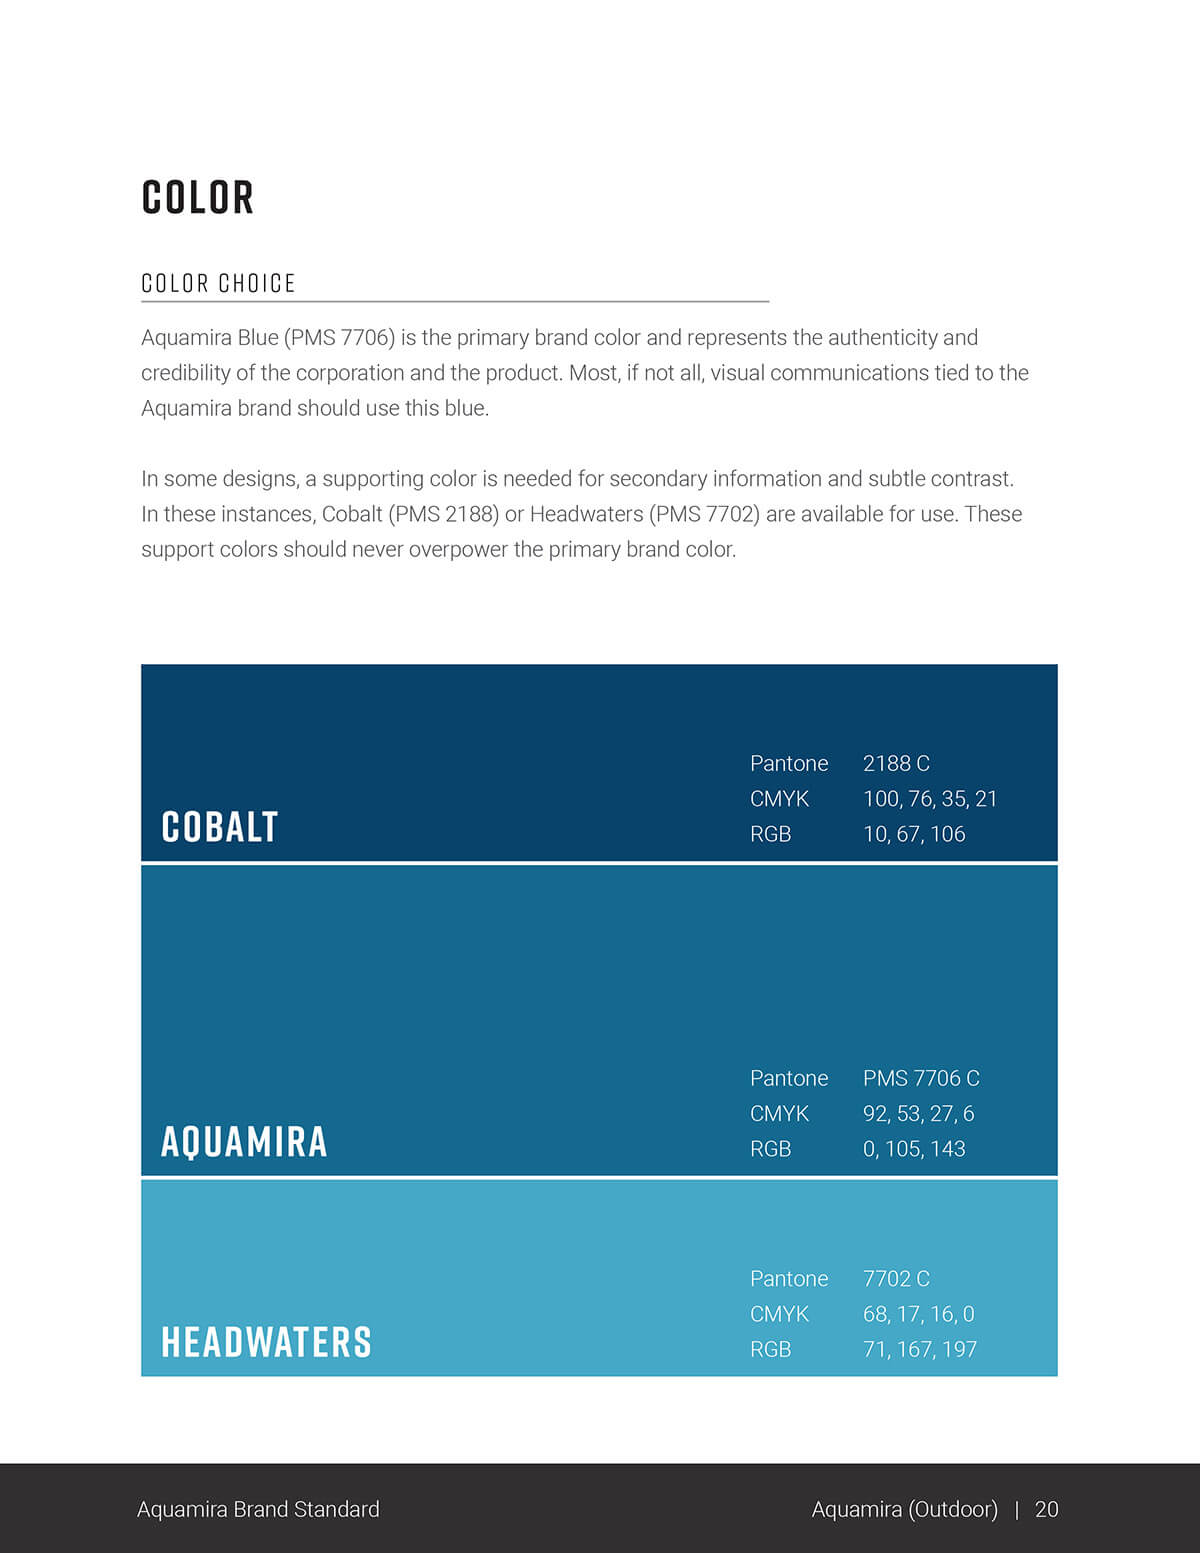 COLOR
COLOR CHOICE
Aquamira Blue (PMS 7706) is the primary brand color and represents the authenticity and
credibility of the corporation and the product. Most, if not all, visual communications tied to the
Aquamira brand should use this blue.
In some designs, a supporting color is needed for secondary information and subtle contrast.
In these instances, Cobalt (PMS 2188) or Headwaters (PMS 7702) are available for use. These
support colors should never overpower the primary brand color.
Pantone 2188 C
CMYK 100, 76, 35, 21
COBALT
RGB 10, 67, 106
Pantone PMS 7706 C
CMYK 92, 53, 27, 6
AQUAMIRA
RGB 0, 105, 143
Pantone 7702 C
CMYK 68, 17, 16, 0
HEADWATERS
RGB 71, 167, 197
Aquamira Brand Standard
Aquamira (Outdoor) | 20